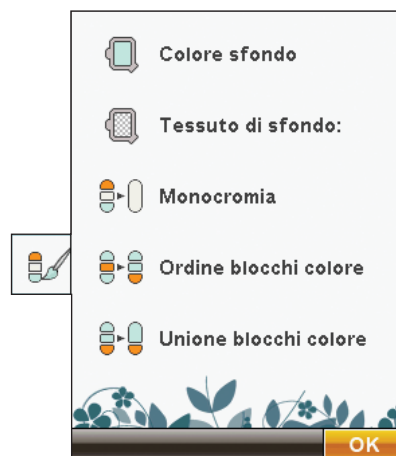 Colore sfondo
Tessuto di sfondo:
Monocromia
Ordine blocchi colore
Unione blocchi colore
OK